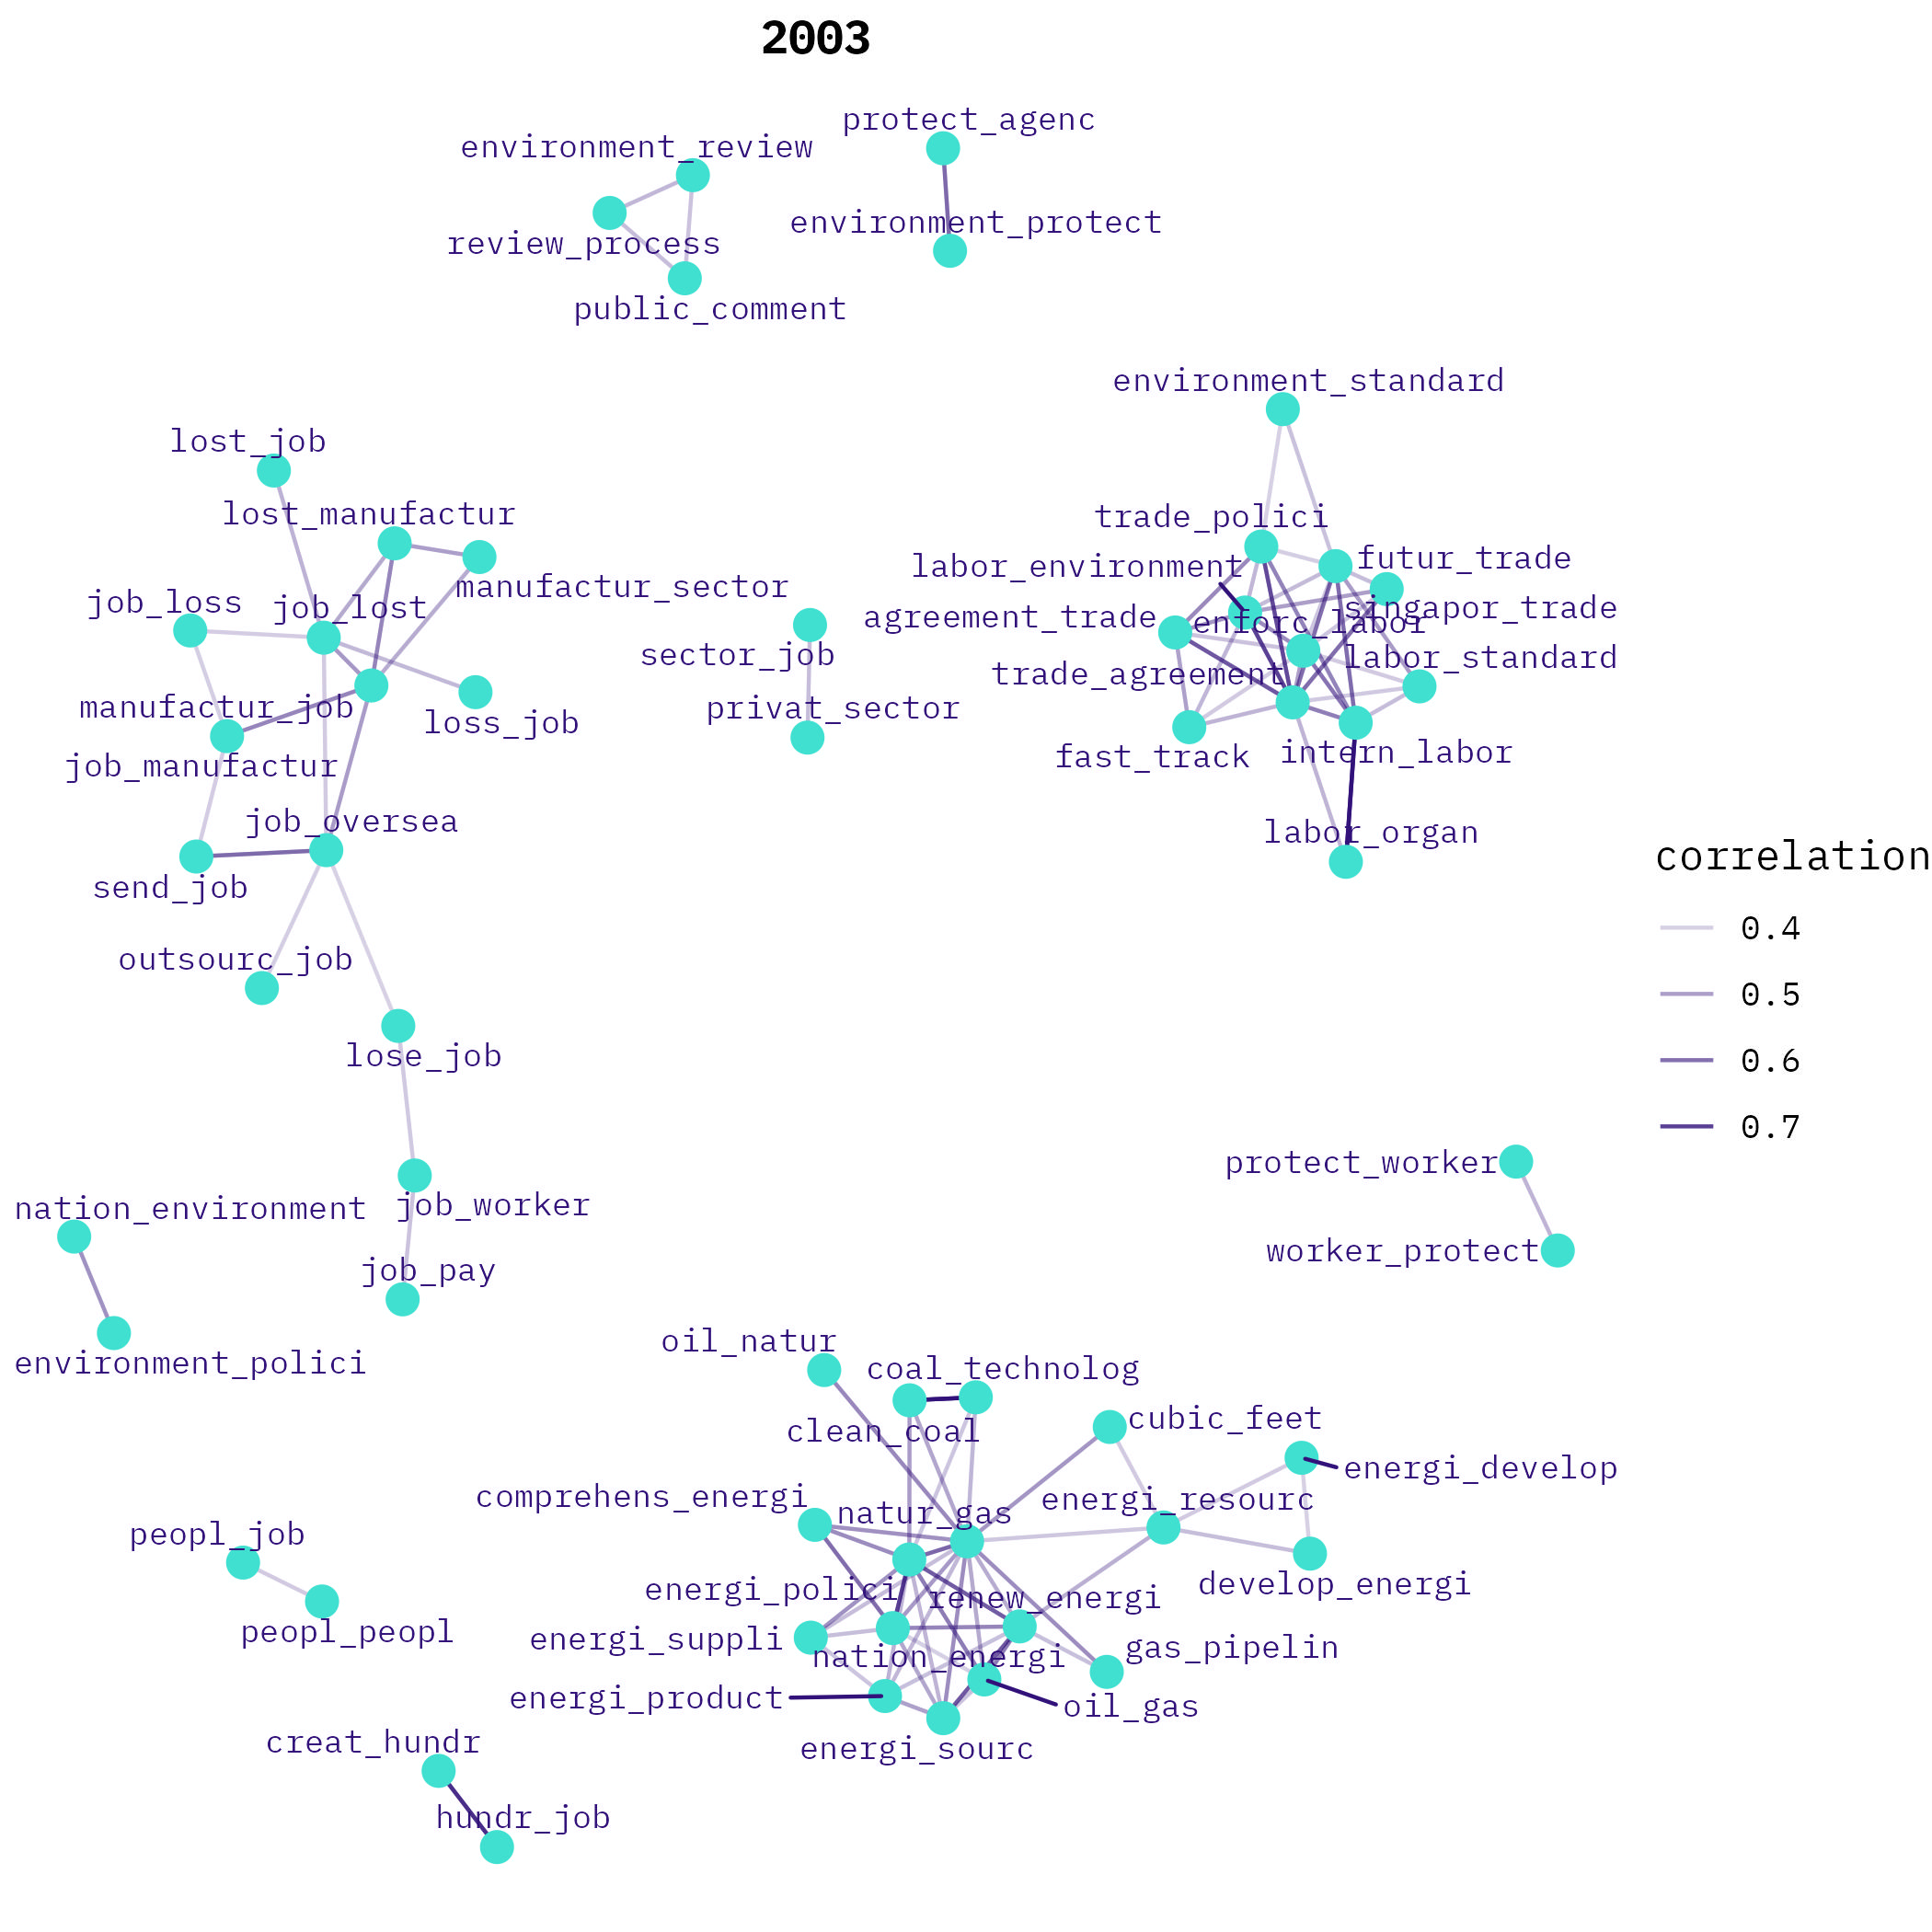 2003
protect_agenc
environment_review
environment_protect
review_process
public_comment
environment_standard
lost_job
lost_manufactur
trade_polici
labor_environment
futur_trade
manufactur_sector
job_loss
job_lost
agreement_trade
enforc_labor
singapor_trade
sector_job
trade_agreement
labor_standard
manufactur_job
privat_sector
loss_job
fast_track
intern_labor
job_manufactur
job_oversea
labor_organ
send_job
correlation
0.4
outsourc_job
0.5
lose_job
0.6
0.7
protect_worker
nation_environment
job_worker
worker_protect
job_pay
environment_polici
oil_natur
coal_technolog
cubic_feet
clean_coal
energi_develop
comprehens_energi
natur_gas
energi_resourc
peopl_job
develop_energi
energi_polici
renew_energi
peopl_peopl
energi_suppli
gas_pipelin
nation_energi
energi_product
oil_gas
creat_hundr
energi_sourc
hundr_job